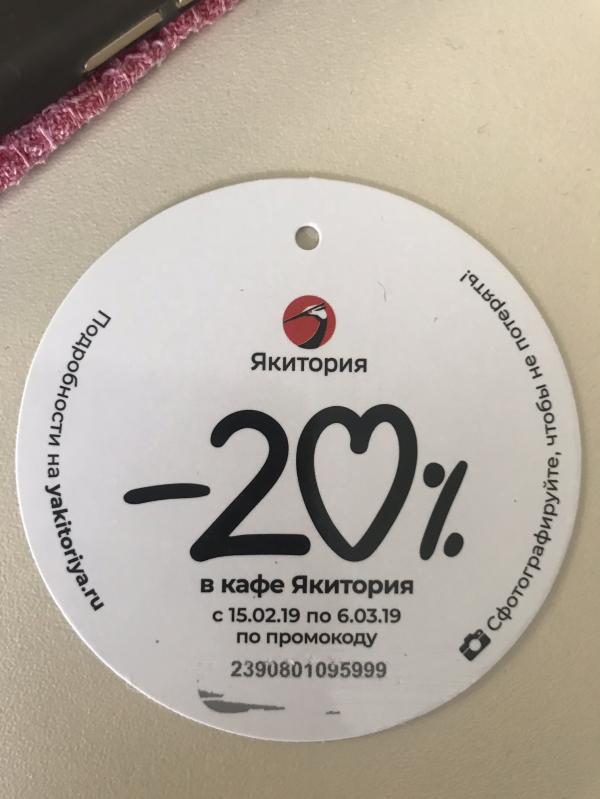 Якитория
-20%
в кафе Якитория
с 15.02.19 по 6.03.19
по промокоду
2390801095999
Подробности на yakitoriya.ru
Сфотографируйте, чтобы не потерять!